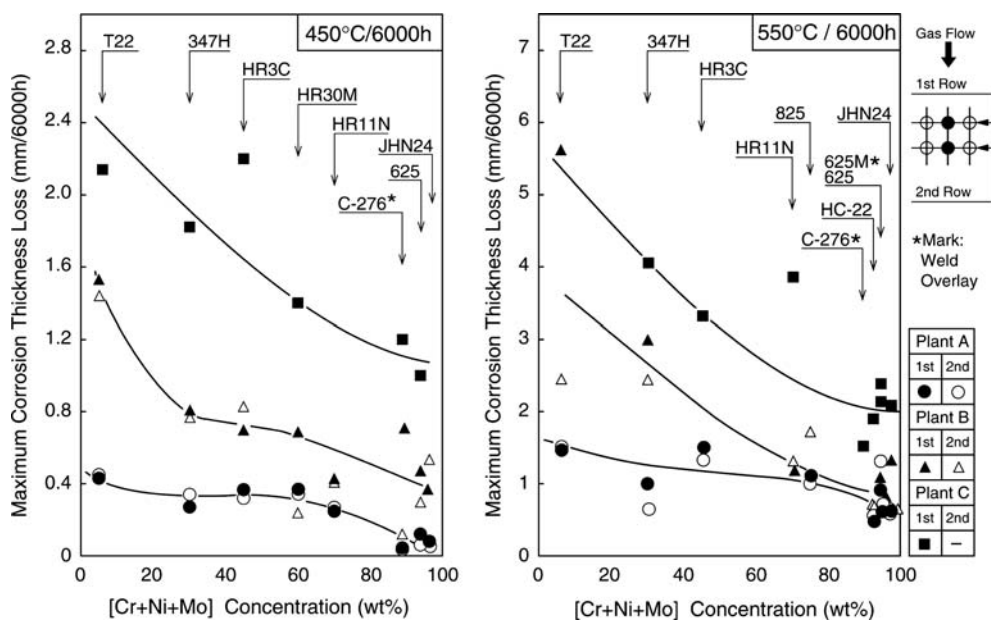 450°C/6000h
Maximum Corrosion Thickness Loss (mm/6000h)
2.8
2.4
2.0
1.6
1.2
0.8
0.4
0
T22
347H
HR3C
HR30M
HR11N
JHN24
625
C-276*
0 20 40 60 80 100
[Cr+Ni+Mo] Concentration (wt%)
550°C / 6000h
Maximum Corrosion Thickness Loss (mm/6000h)
7
6
5
4
3
2
1
0
T22
347H
HR3C
825
JHN24
HR11N
625M*
625
HC-22
C-276*
0 20 40 60 80 100
[Cr+Ni+Mo] Concentration (wt%)
Gas Flow
1st Row
2nd Row
*Mark:
Weld
Overlay
Plant A
1st 2nd
Plant B
1st 2nd
Plant C
1st 2nd
–